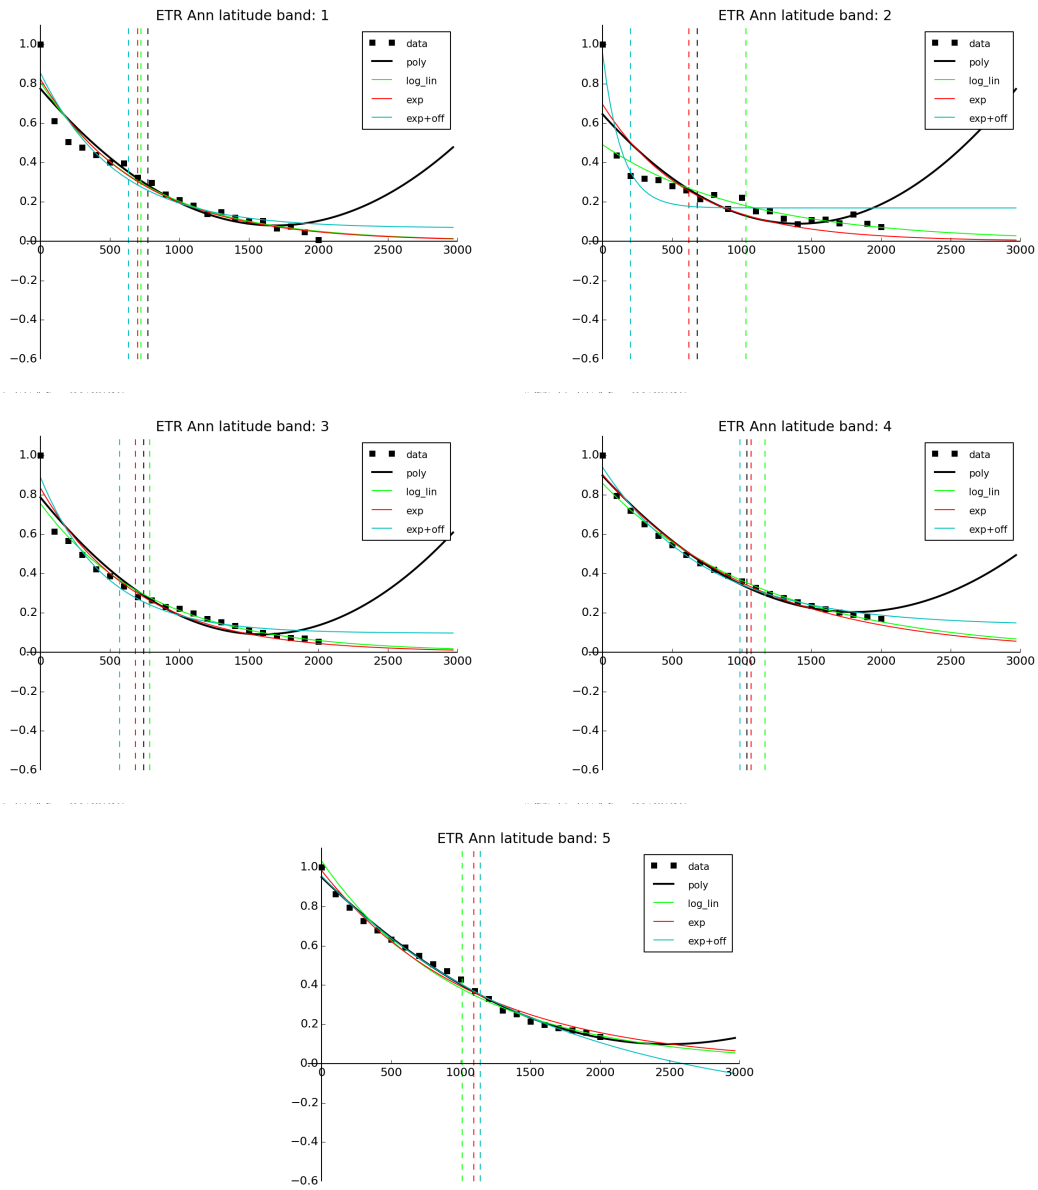 ETR Ann latitude band: 1
1.0
0.8
0.6
0.4
0.2
0.0
−0.2
−0.4
−0.6
0 500 1000 1500 2000 2500 3000
data
poly
log_lin
exp
exp+off
ETR Ann latitude band: 2
1.0
0.8
0.6
0.4
0.2
0.0
−0.2
−0.4
−0.6
0 500 1000 1500 2000 2500 3000
data
poly
log_lin
exp
exp+off
ETR Ann latitude band: 3
1.0
0.8
0.6
0.4
0.2
0.0
−0.2
−0.4
−0.6
0 500 1000 1500 2000 2500 3000
data
poly
log_lin
exp
exp+off
ETR Ann latitude band: 4
1.0
0.8
0.6
0.4
0.2
0.0
−0.2
−0.4
−0.6
0 500 1000 1500 2000 2500 3000
data
poly
log_lin
exp
exp+off
ETR Ann latitude band: 5
1.0
0.8
0.6
0.4
0.2
0.0
−0.2
−0.4
−0.6
0 500 1000 1500 2000 2500 3000
data
poly
log_lin
exp
exp+off